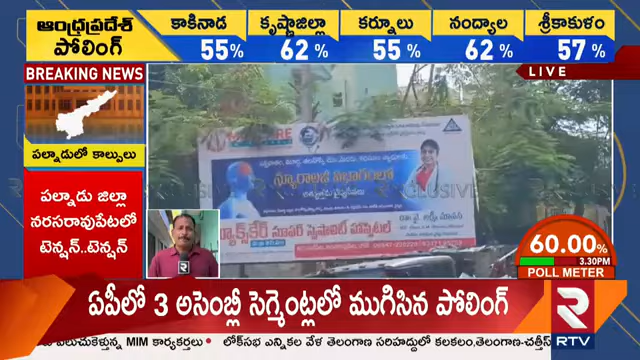 ఆంధ్రప్రదేశ్
పోలింగ్
కాకినాడ
55%
కృష్ణాజిల్లా
62%
కర్నూలు
55%
నంద్యాల
62%
శ్రీకాకుళం
57%
BREAKING NEWS
LIVE
పల్నాడులో కాల్పులు
పల్నాడు జిల్లా
నరసరావుపేటలో
టెన్షన్..టెన్షన్
EXCLUSIVE
న్యూరాలజీ విభాగంలో
సూపర్ స్పెషాలిటీ హాస్పిటల్
60.00%
3.30PM
POLL METER
ఏపీలో 3 అసెంబ్లీ సెగ్మెంట్లలో ముగిసిన పోలింగ్
RTV
MIM కార్యకర్తలు
లోక్‌సభ ఎన్నికల వేళ తెలంగాణ సరిహద్దులో కలకలం,తెలంగాణ-ఛత్తీస్